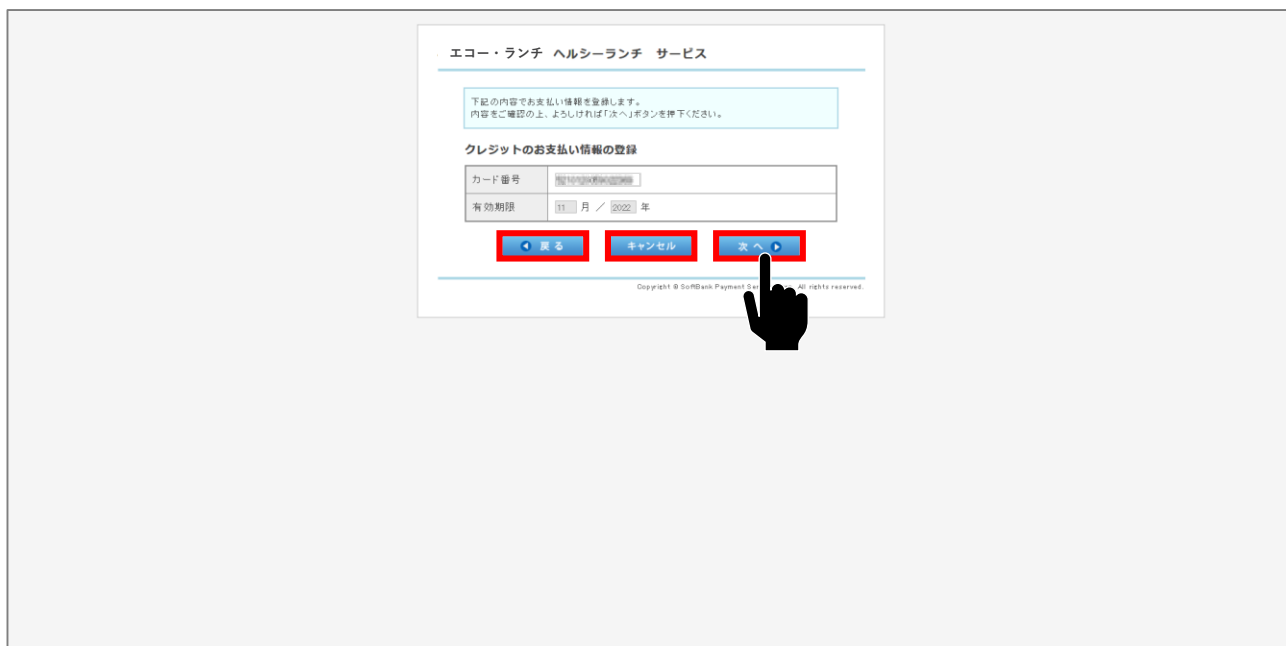 エコー・ランチ ヘルシーランチ サービス
下記の内容でお支払い情報を登録します。
内容をご確認の上、よろしければ「次へ」ボタンを押下ください。
クレジットのお支払い情報の登録
カード番号
有効期限 11 月 / 2022 年
戻る キャンセル 次へ
Copyright © SoftBank Payment All rights reserved.